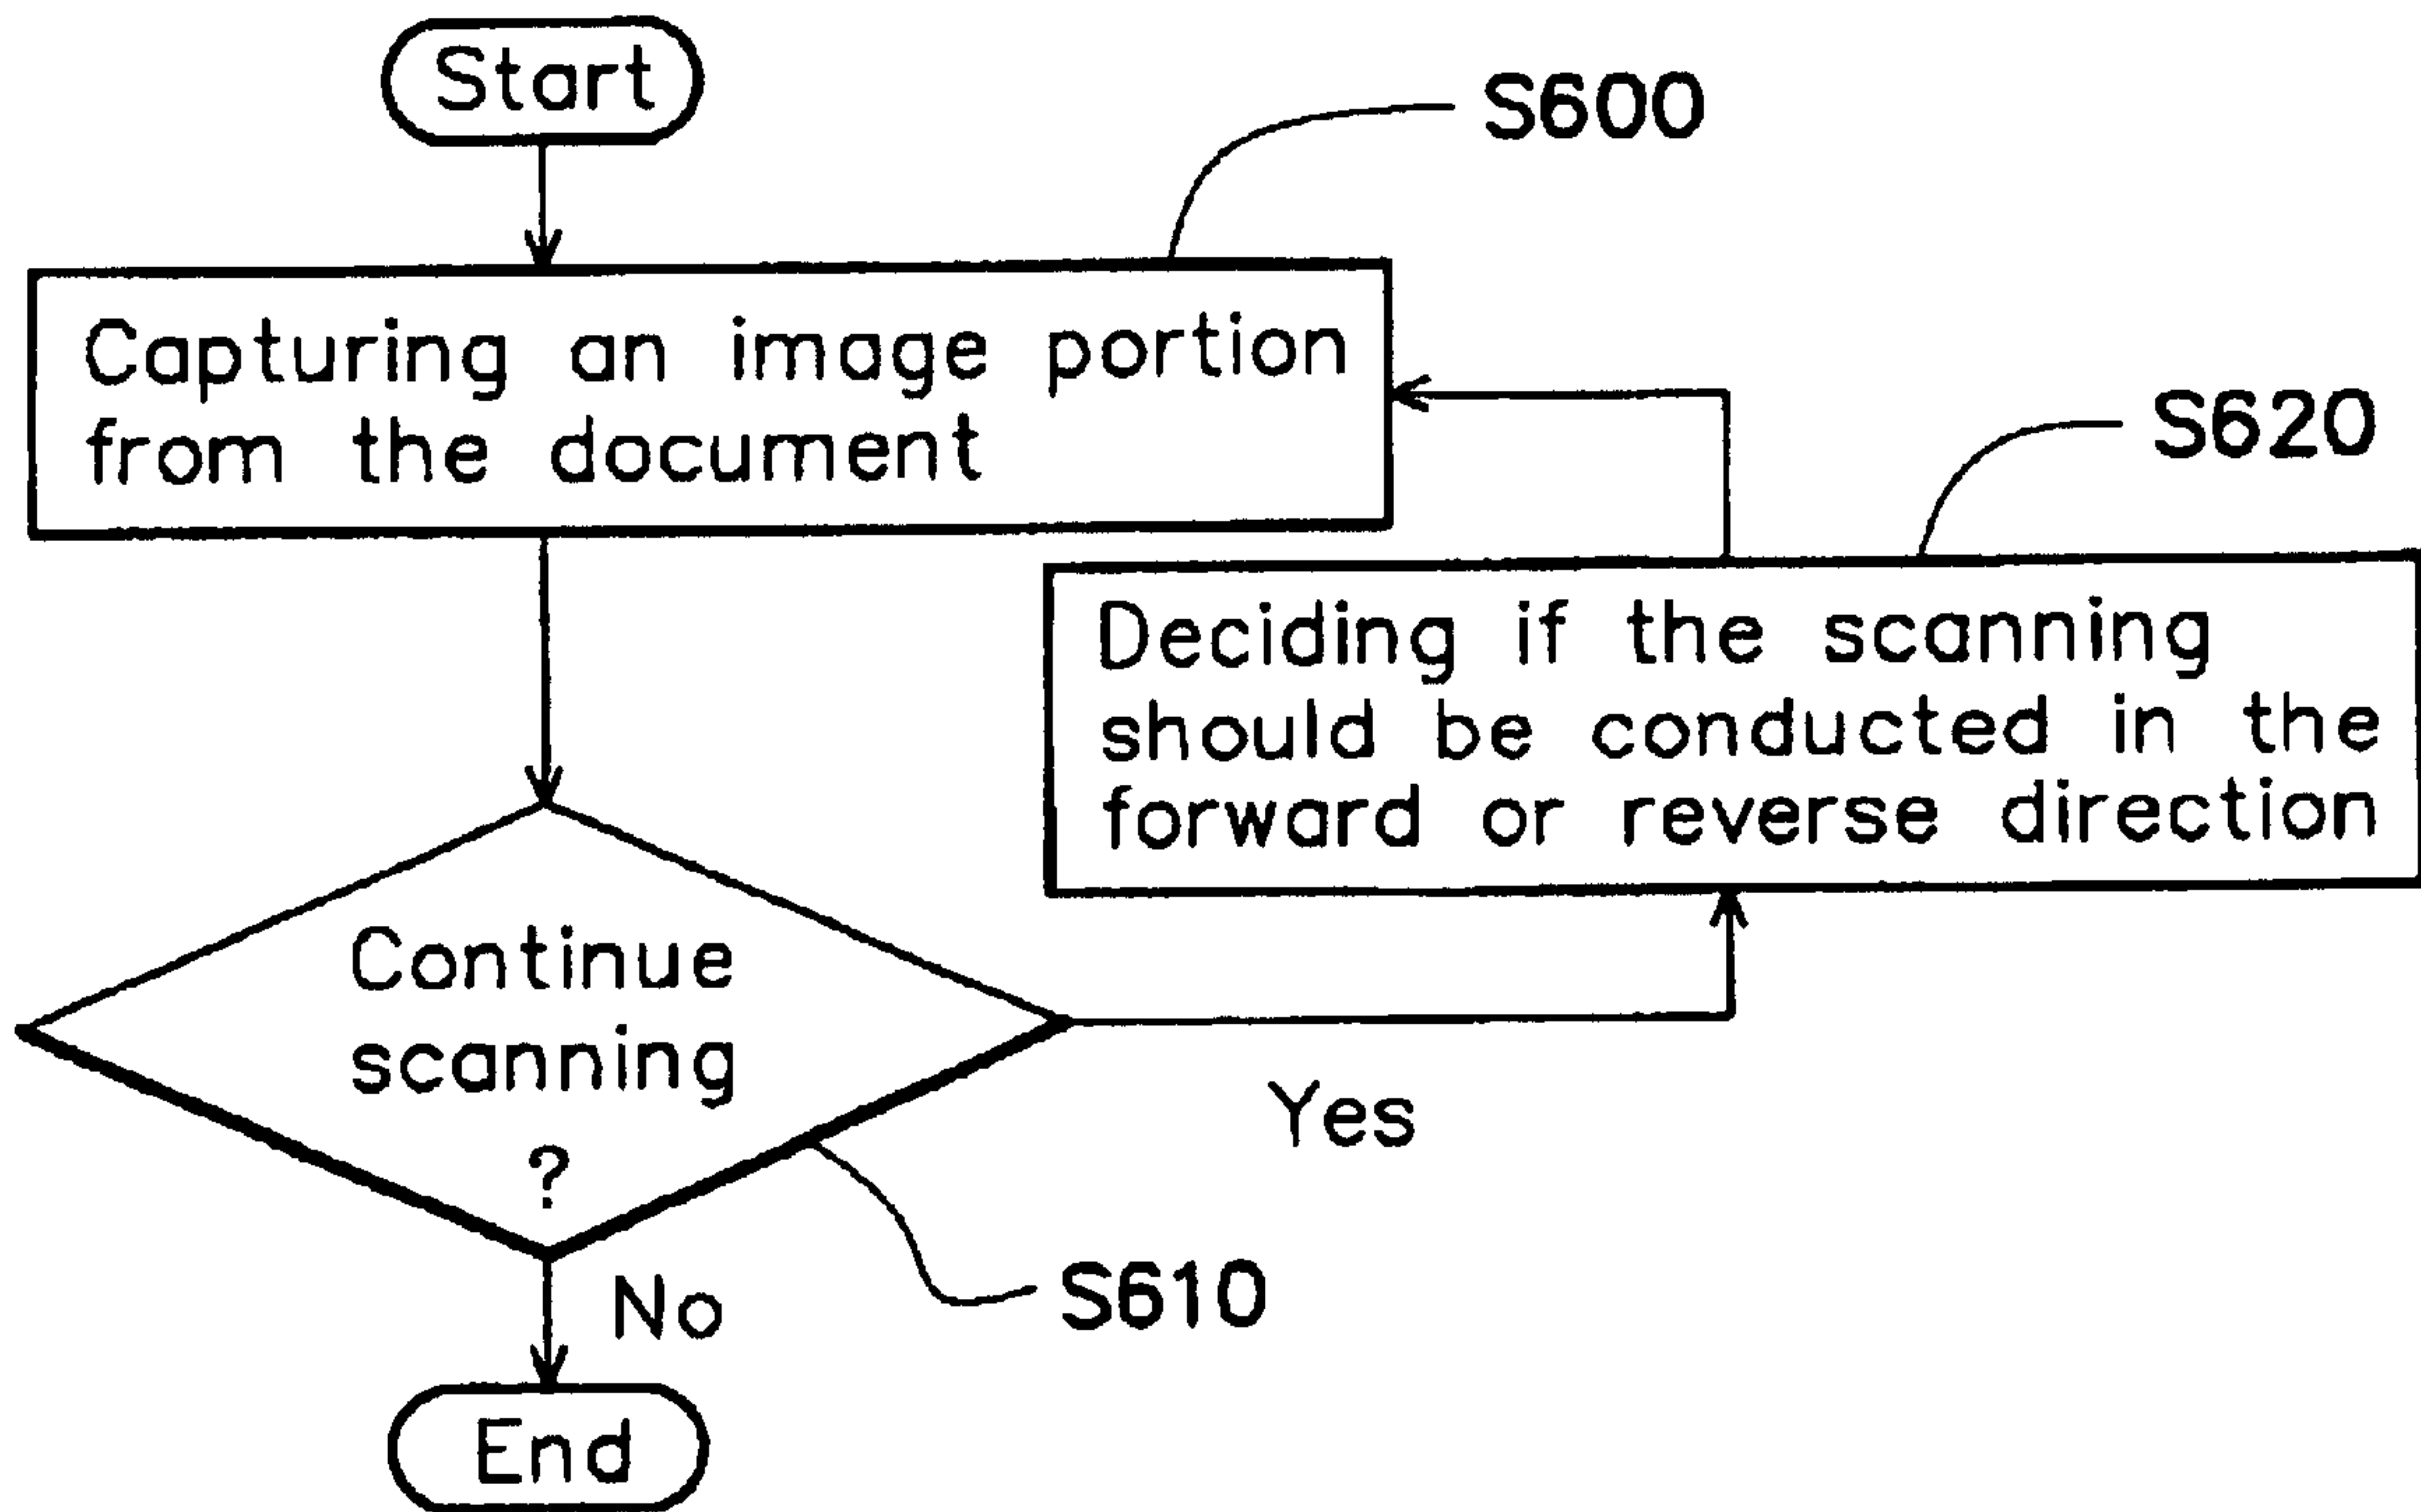 Start
S600
Capturing an image portion
from the document
S620
Deciding if the scanning
should be conducted in the
forward or reverse direction
Continue
scanning
?
Yes
S610
No
End